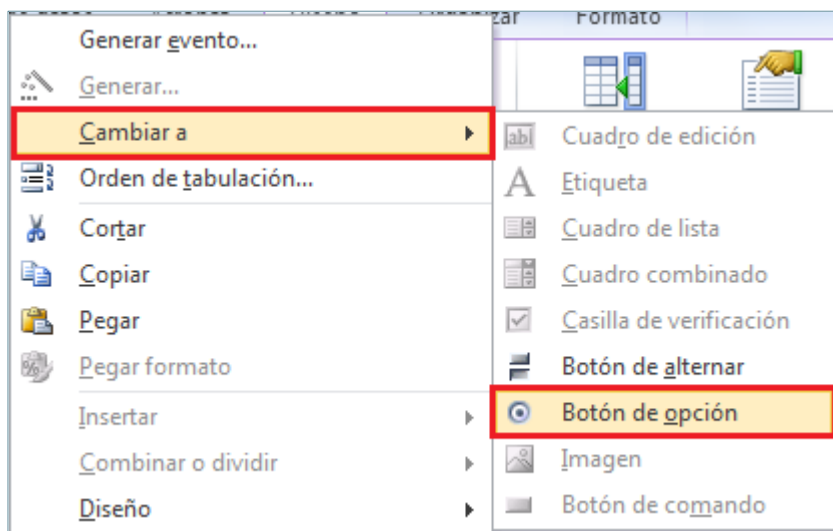 Formato
Generar evento...
Generar...
Cambiar a
Orden de tabulación...
Cortar
Copiar
Pegar
Pegar formato
Insertar
Combinar o dividir
Diseño
abl Cuadro de edición
A Etiqueta
Cuadro de lista
Cuadro combinado
Casilla de verificación
Botón de alternar
Botón de opción
Imagen
Botón de comando